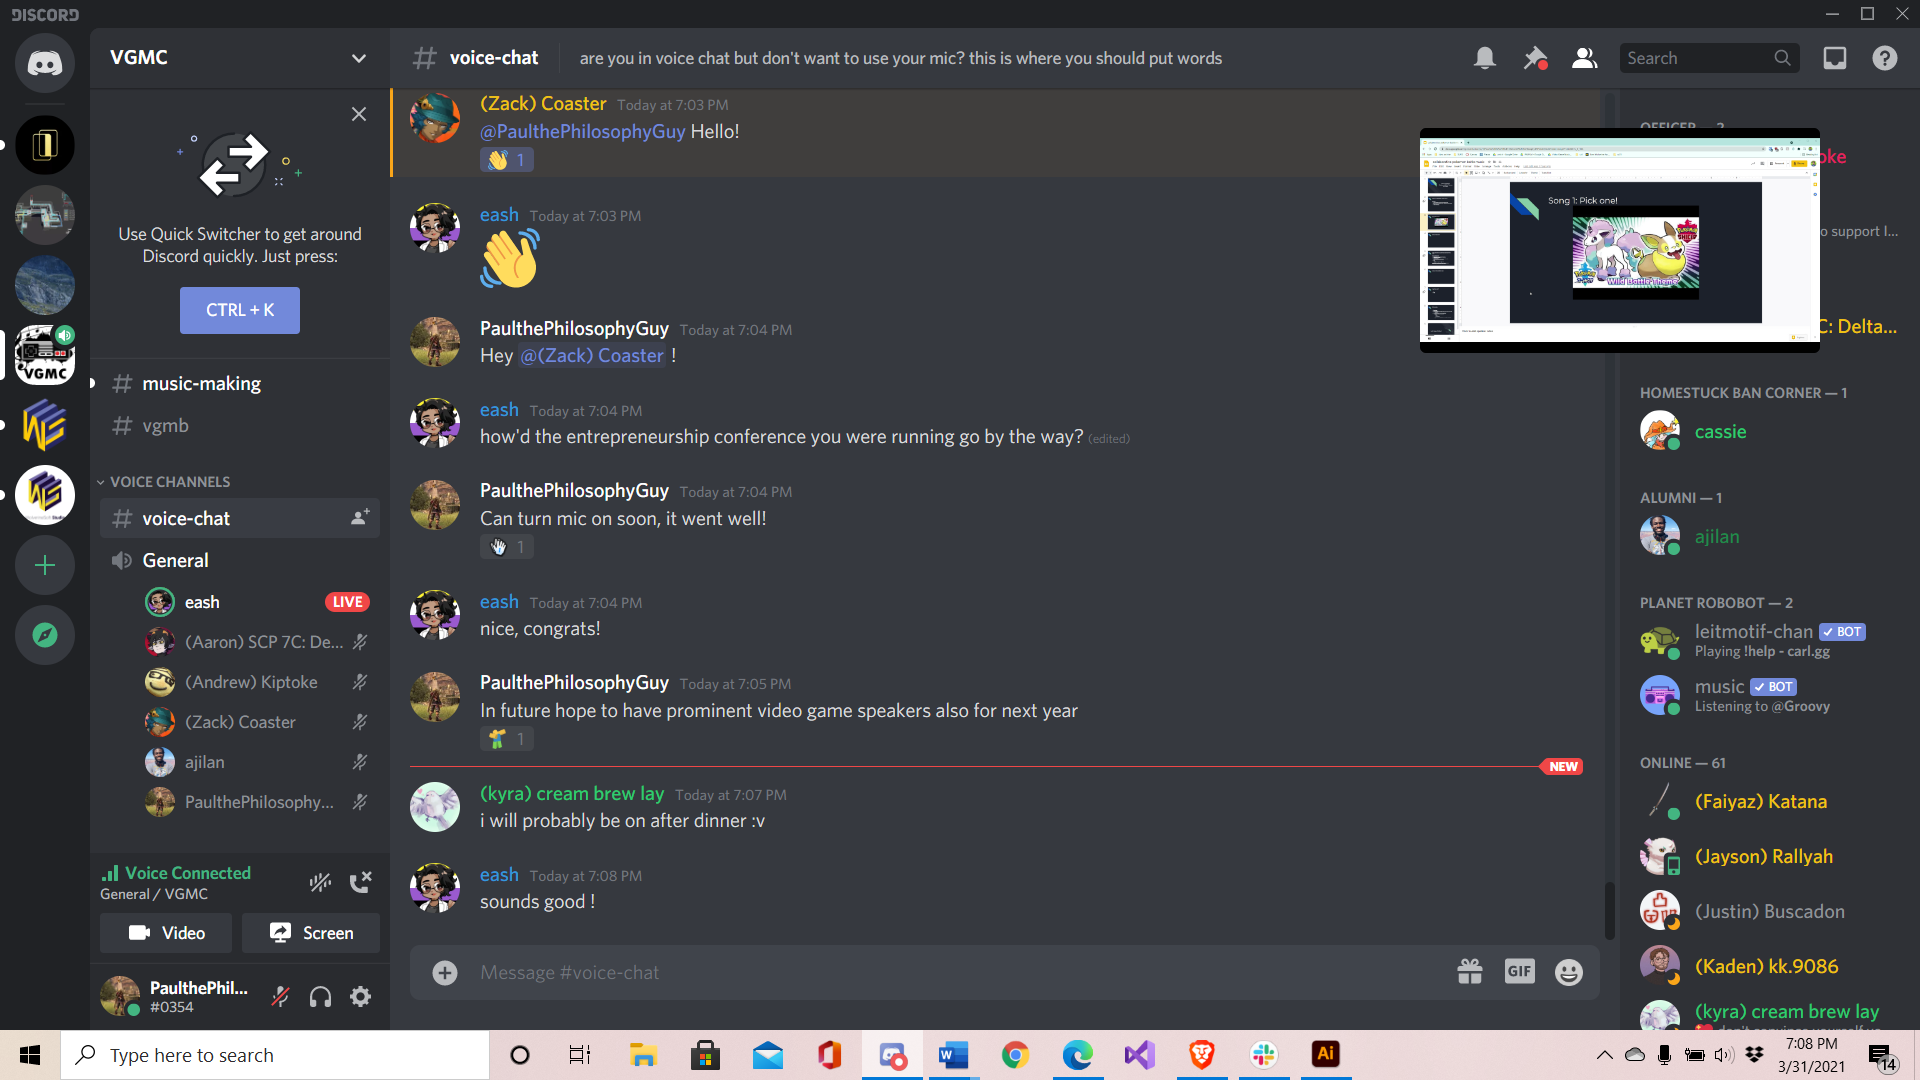 DISCORD
VGMC
voice-chat
are you in voice chat but don't want to use your mic? this is where you should put words
Search
Use Quick Switcher to get around
Discord quickly. Just press:
CTRL + K
music-making
vgmb
VOICE CHANNELS
voice-chat
General
eash
LIVE
(Aaron) SCP 7C: De...
(Andrew) Kiptoke
(Zack) Coaster
ajilan
PaulthePhilosophy...
Voice Connected
General / VGMC
Video
Screen
PaulthePhil...
#0354
(Zack) Coaster Today at 7:03 PM
@PaulthePhilosophyGuy Hello!
1
eash Today at 7:03 PM
PaulthePhilosophyGuy Today at 7:04 PM
Hey @(Zack) Coaster !
eash Today at 7:04 PM
how'd the entrepreneurship conference you were running go by the way? (edited)
PaulthePhilosophyGuy Today at 7:04 PM
Can turn mic on soon, it went well!
1
eash Today at 7:04 PM
nice, congrats!
PaulthePhilosophyGuy Today at 7:05 PM
In future hope to have prominent video game speakers also for next year
1
NEW
(kyra) cream brew lay Today at 7:07 PM
i will probably be on after dinner :v
eash Today at 7:08 PM
sounds good !
Message #voice-chat
GIF
OFFICER — 2
oke
o support I...
C: Delta...
Song 1: Pick one!
Wild Battle Theme
HOMESTUCK BAN CORNER — 1
cassie
ALUMNI — 1
ajilan
PLANET ROBOBOT — 2
leitmotif-chan BOT
Playing !help - carl.gg
music BOT
Listening to @Groovy
ONLINE — 61
(Faiyaz) Katana
(Jayson) Rallyah
(Justin) Buscadon
(Kaden) kk.9086
(kyra) cream brew lay
Type here to search
Ai
7:08 PM
3/31/2021
14